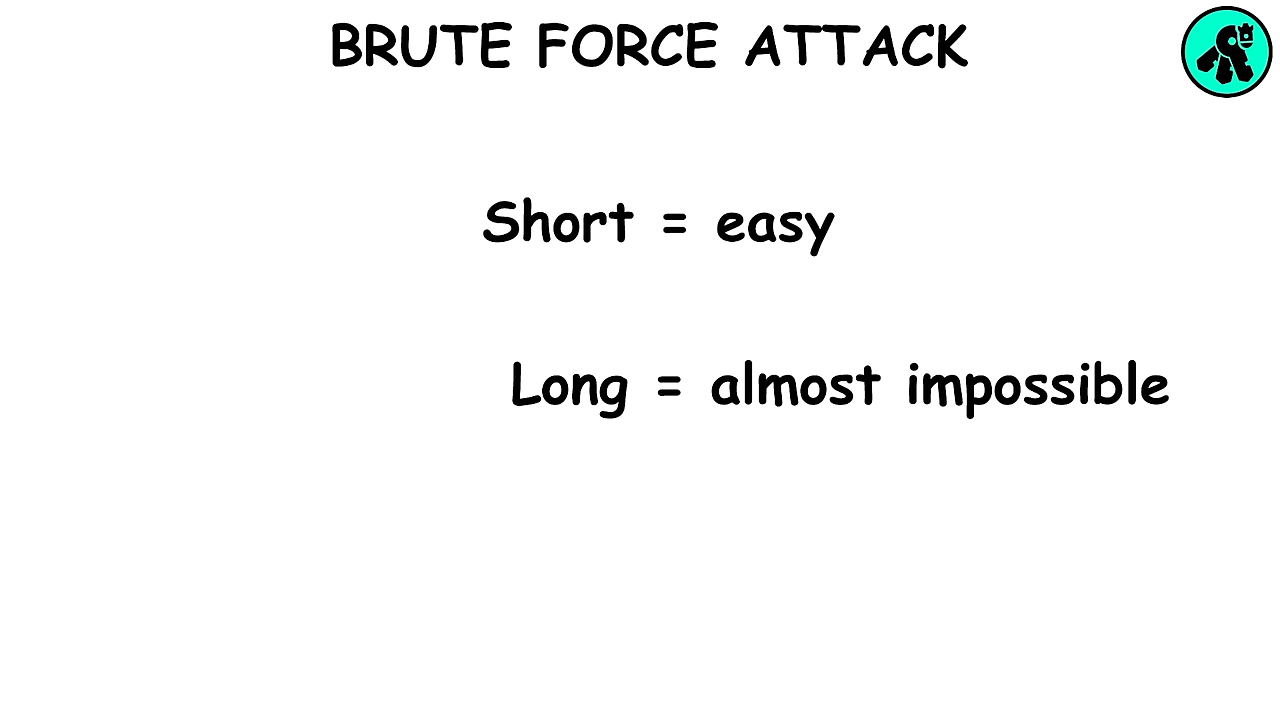 BRUTE FORCE ATTACK
Short = easy
Long = almost impossible